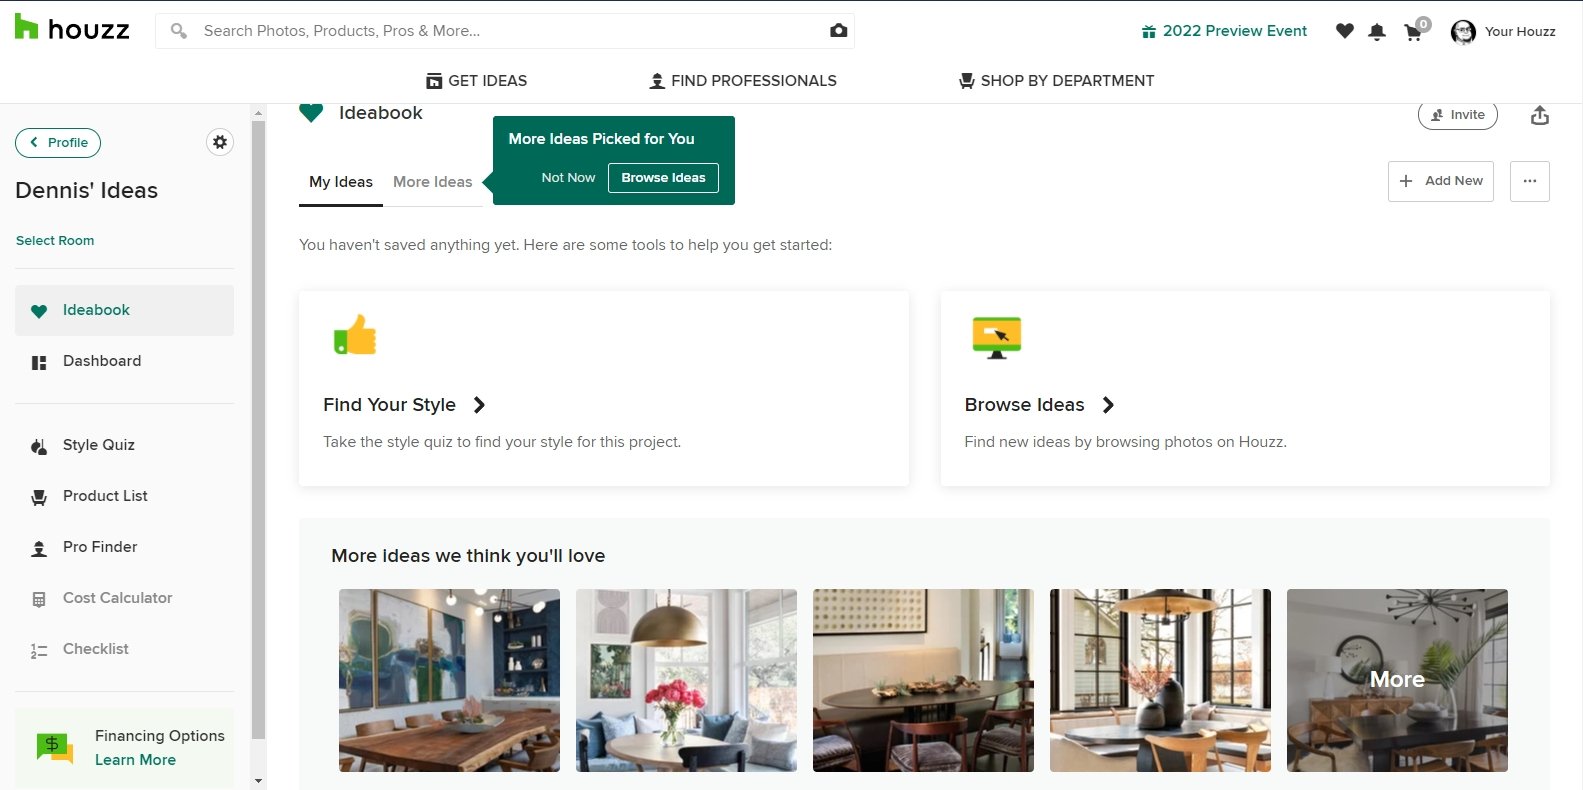 houzz
Search Photos, Products, Pros & More...
2022 Preview Event
0
Your Houzz
GET IDEAS
FIND PROFESSIONALS
SHOP BY DEPARTMENT
Profile
Dennis' Ideas
Select Room
Ideabook
Dashboard
Style Quiz
Product List
Pro Finder
Cost Calculator
Checklist
Financing Options
Learn More
Ideabook
Invite
My Ideas
More Ideas
More Ideas Picked for You
Not Now
Browse Ideas
+ Add New
...
You haven't saved anything yet. Here are some tools to help you get started:
Find Your Style
Take the style quiz to find your style for this project.
Browse Ideas
Find new ideas by browsing photos on Houzz.
More ideas we think you'll love
More